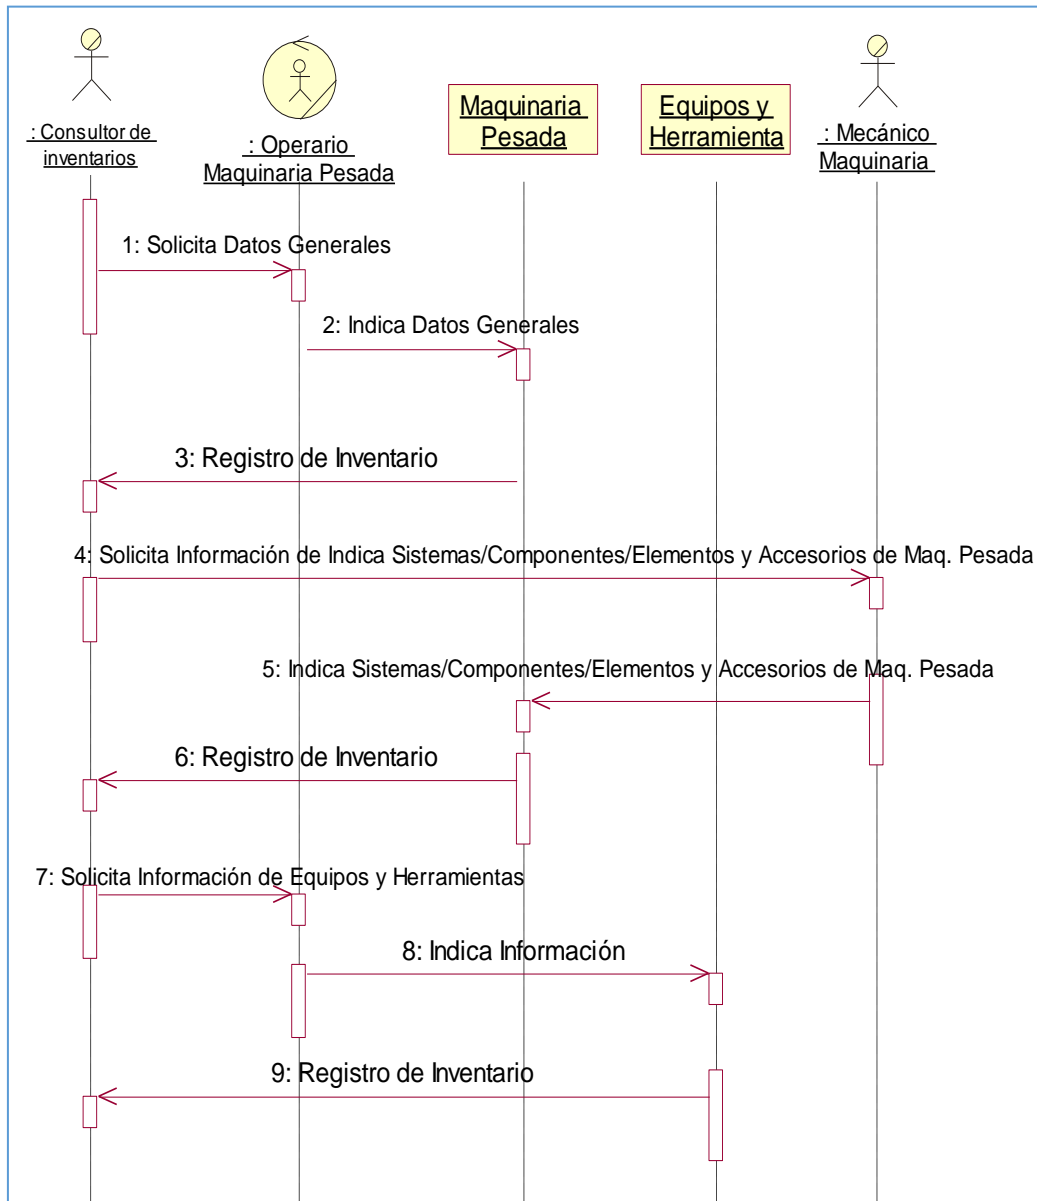 : Consultor de
inventarios
: Operario
Maquinaria Pesada
Maquinaria
Pesada
Equipos y
Herramienta
: Mecánico
Maquinaria
1: Solicita Datos Generales
2: Indica Datos Generales
3: Registro de Inventario
4: Solicita Información de Indica Sistemas/Componentes/Elementos y Accesorios de Maq. Pesada
5: Indica Sistemas/Componentes/Elementos y Accesorios de Maq. Pesada
6: Registro de Inventario
7: Solicita Información de Equipos y Herramientas
8: Indica Información
9: Registro de Inventario